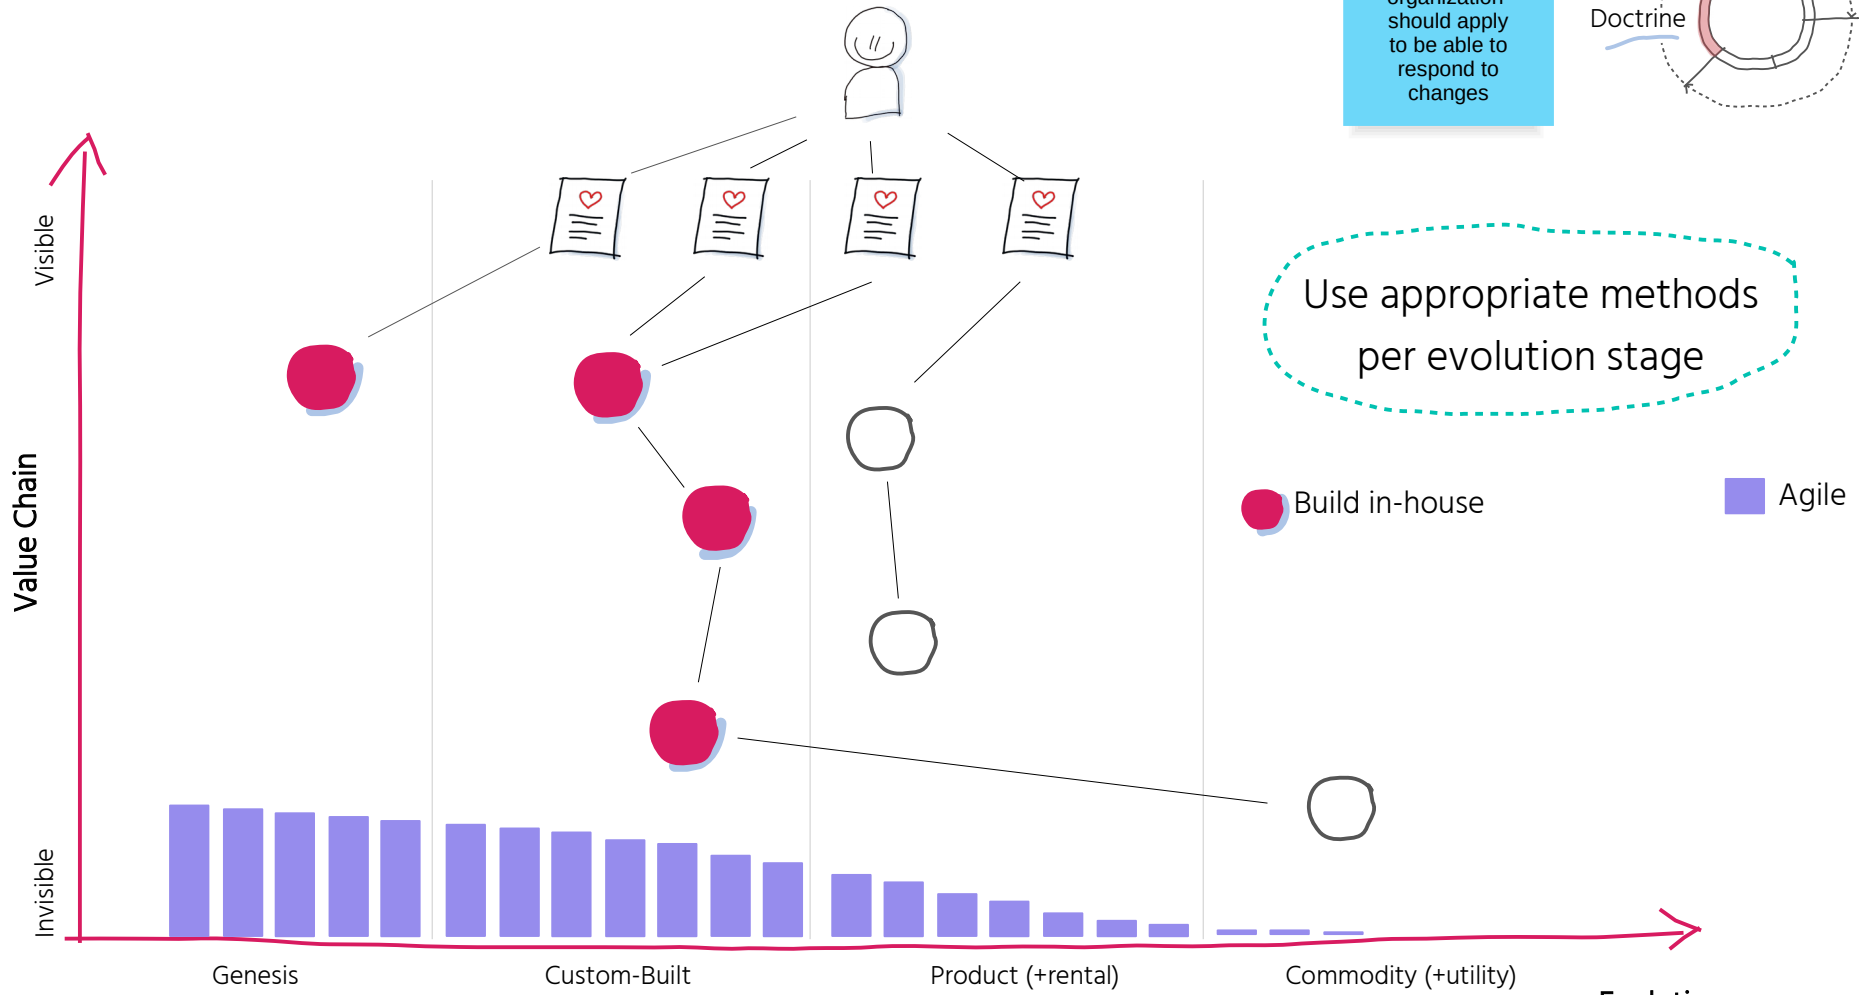 organization
should apply
to be able to
respond to
changes
Doctrine
Visible
Use appropriate methods
per evolution stage
Value Chain
Build in-house
Agile
Invisible
Genesis
Custom-Built
Product (+rental)
Commodity (+utility)